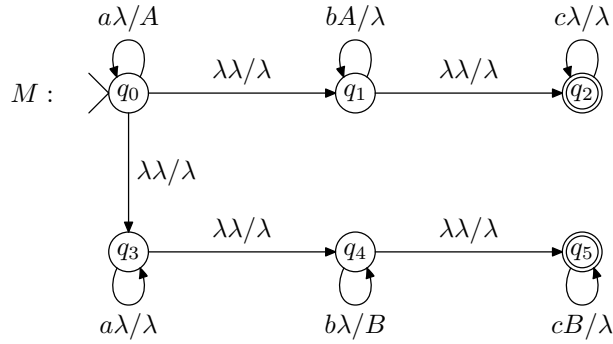 aλ/A bA/λ cλ/λ
M : q₀ λλ/λ q₁ λλ/λ q₂
λλ/λ
q₃ λλ/λ q₄ λλ/λ q₅
aλ/λ bλ/B cB/λ